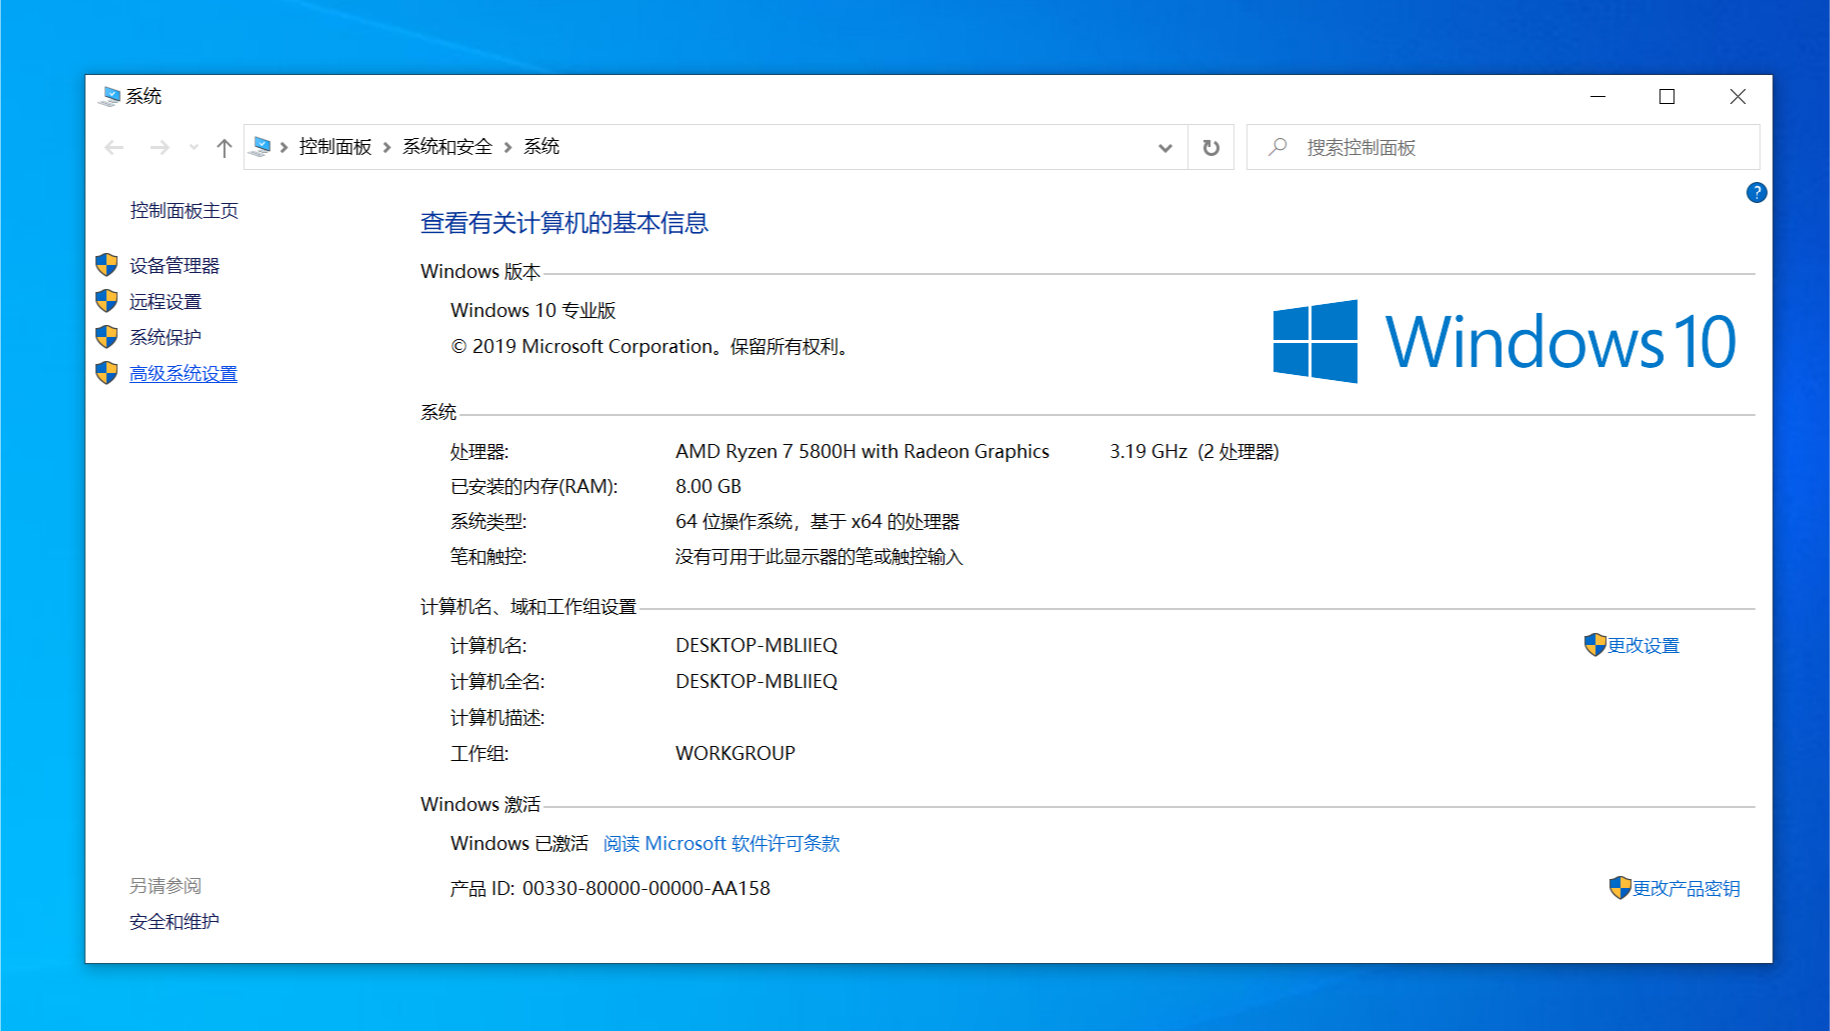 系统
控制面板 系统和安全 系统
搜索控制面板
?
控制面板主页
设备管理器
远程设置
系统保护
高级系统设置
查看有关计算机的基本信息
Windows 版本
Windows 10 专业版
© 2019 Microsoft Corporation。保留所有权利。
Windows 10
系统
处理器: AMD Ryzen 7 5800H with Radeon Graphics 3.19 GHz (2 处理器)
已安装的内存(RAM): 8.00 GB
系统类型: 64 位操作系统, 基于 x64 的处理器
笔和触控: 没有可用于此显示器的笔或触控输入
计算机名、域和工作组设置
计算机名: DESKTOP-MBLIIEQ 更改设置
计算机全名: DESKTOP-MBLIIEQ
计算机描述:
工作组: WORKGROUP
Windows 激活
Windows 已激活 阅读 Microsoft 软件许可条款
产品 ID: 00330-80000-00000-AA158 更改产品密钥
另请参阅
安全和维护